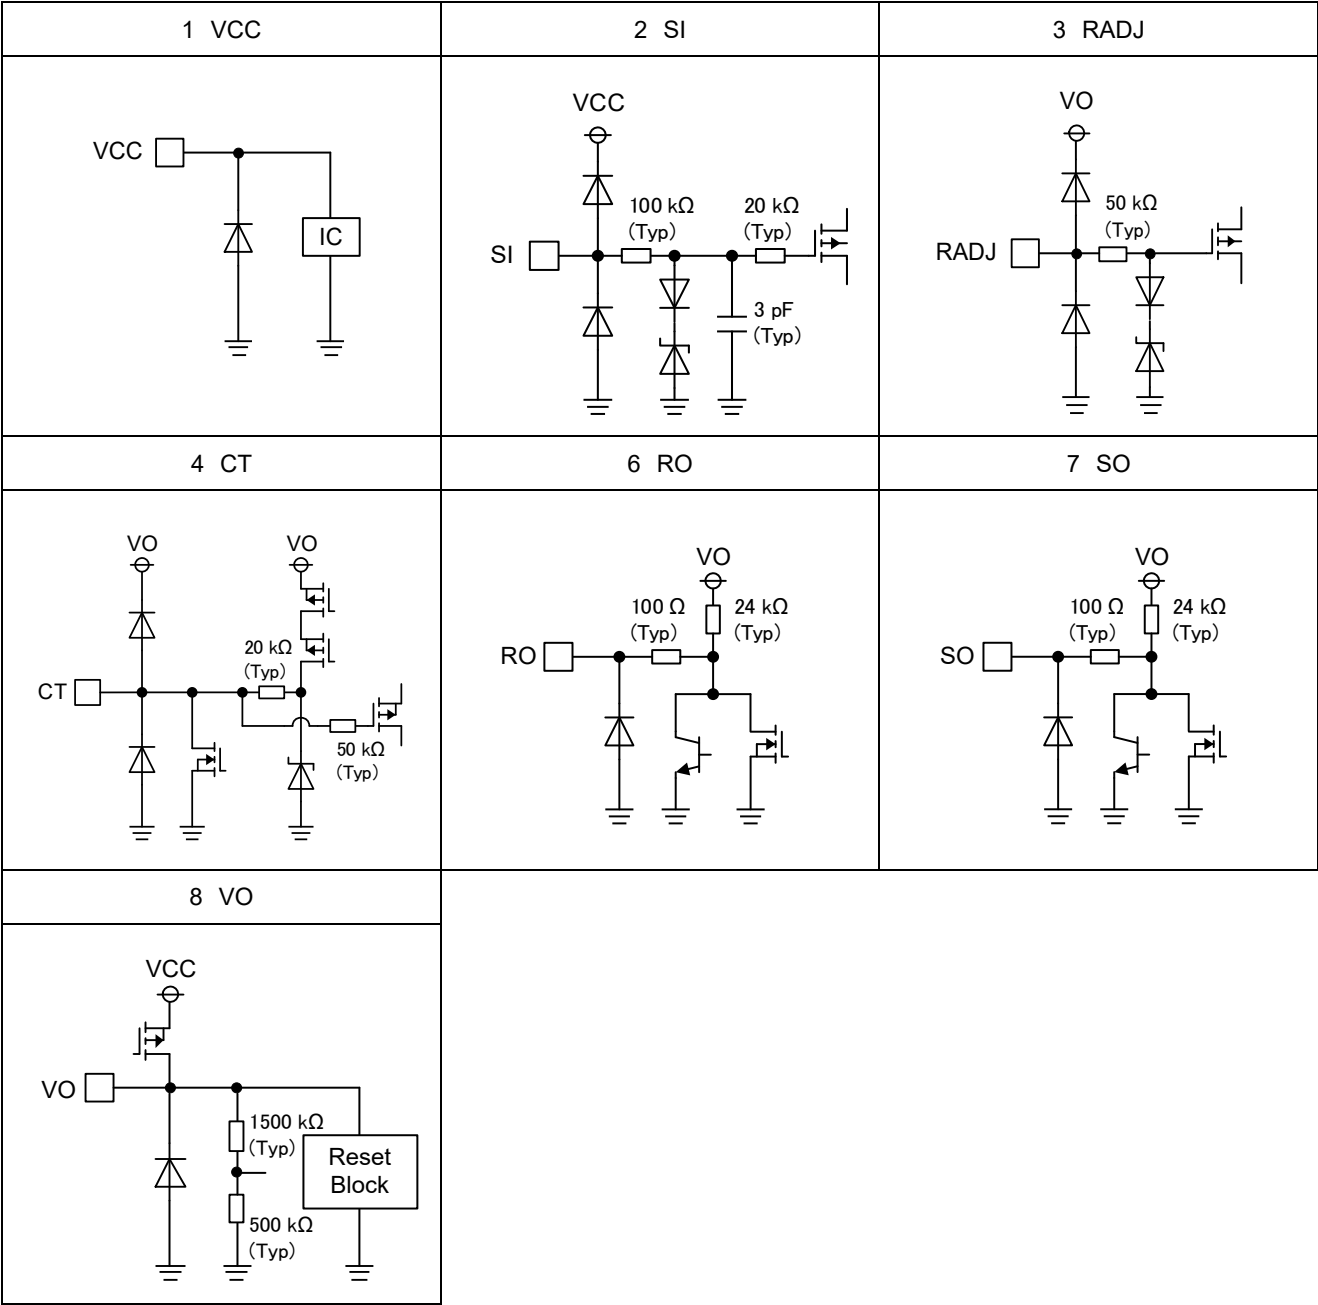 1 VCC
2 SI
3 RADJ
VCC
IC
VCC
SI
100 kΩ
(Typ)
20 kΩ
(Typ)
3 pF
(Typ)
VO
RADJ
50 kΩ
(Typ)
4 CT
6 RO
7 SO
VO
VO
20 kΩ
(Typ)
CT
50 kΩ
(Typ)
VO
100 Ω
(Typ)
24 kΩ
(Typ)
RO
VO
100 Ω
(Typ)
24 kΩ
(Typ)
SO
8 VO
VCC
VO
1500 kΩ
(Typ)
Reset
Block
500 kΩ
(Typ)